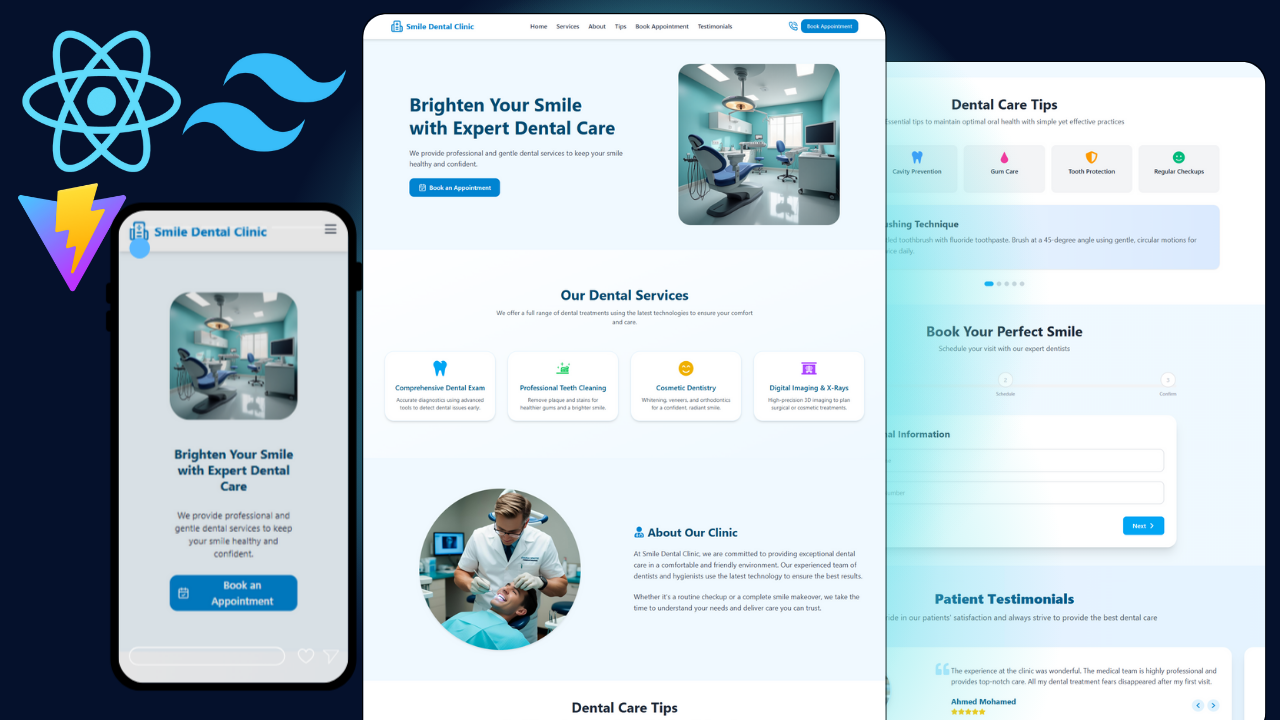 Smile Dental Clinic
Brighten Your Smile
with Expert Dental
Care
We provide professional and
gentle dental services to keep
your smile healthy and
confident.
Book an
Appointment
Smile Dental Clinic
Home Services About Tips Book Appointment Testimonials
Book Appointment
Brighten Your Smile
with Expert Dental Care
We provide professional and gentle dental services to keep your smile
healthy and confident.
Book an Appointment
Our Dental Services
We offer a full range of dental treatments using the latest technologies to ensure your comfort
and care.
Comprehensive Dental Exam
Accurate diagnostics using advanced
tools to detect dental issues early.
Professional Teeth Cleaning
Remove plaque and stains for
healthier gums and a brighter smile.
Cosmetic Dentistry
Whitening, veneers, and orthodontics
for a confident, radiant smile.
Digital Imaging & X-Rays
High-precision 3D imaging to plan
surgical or cosmetic treatments.
About Our Clinic
At Smile Dental Clinic, we are committed to providing exceptional dental
care in a comfortable and friendly environment. Our experienced team of
dentists and hygienists use the latest technology to ensure the best results.
Whether it's a routine checkup or a complete smile makeover, we take the
time to understand your needs and deliver care you can trust.
Dental Care Tips
Dental Care Tips
Essential tips to maintain optimal oral health with simple yet effective practices
Cavity Prevention
Gum Care
Tooth Protection
Regular Checkups
Technique
toothbrush with fluoride toothpaste. Brush at a 45-degree angle using gentle, circular motions for
daily.
Book Your Perfect Smile
Schedule your visit with our expert dentists
2
Schedule
3
Confirm
Information
Next
Patient Testimonials
in our patients' satisfaction and always strive to provide the best dental care
The experience at the clinic was wonderful. The medical team is highly professional and
provides top-notch care. All my dental treatment fears disappeared after my first visit.
Ahmed Mohamed